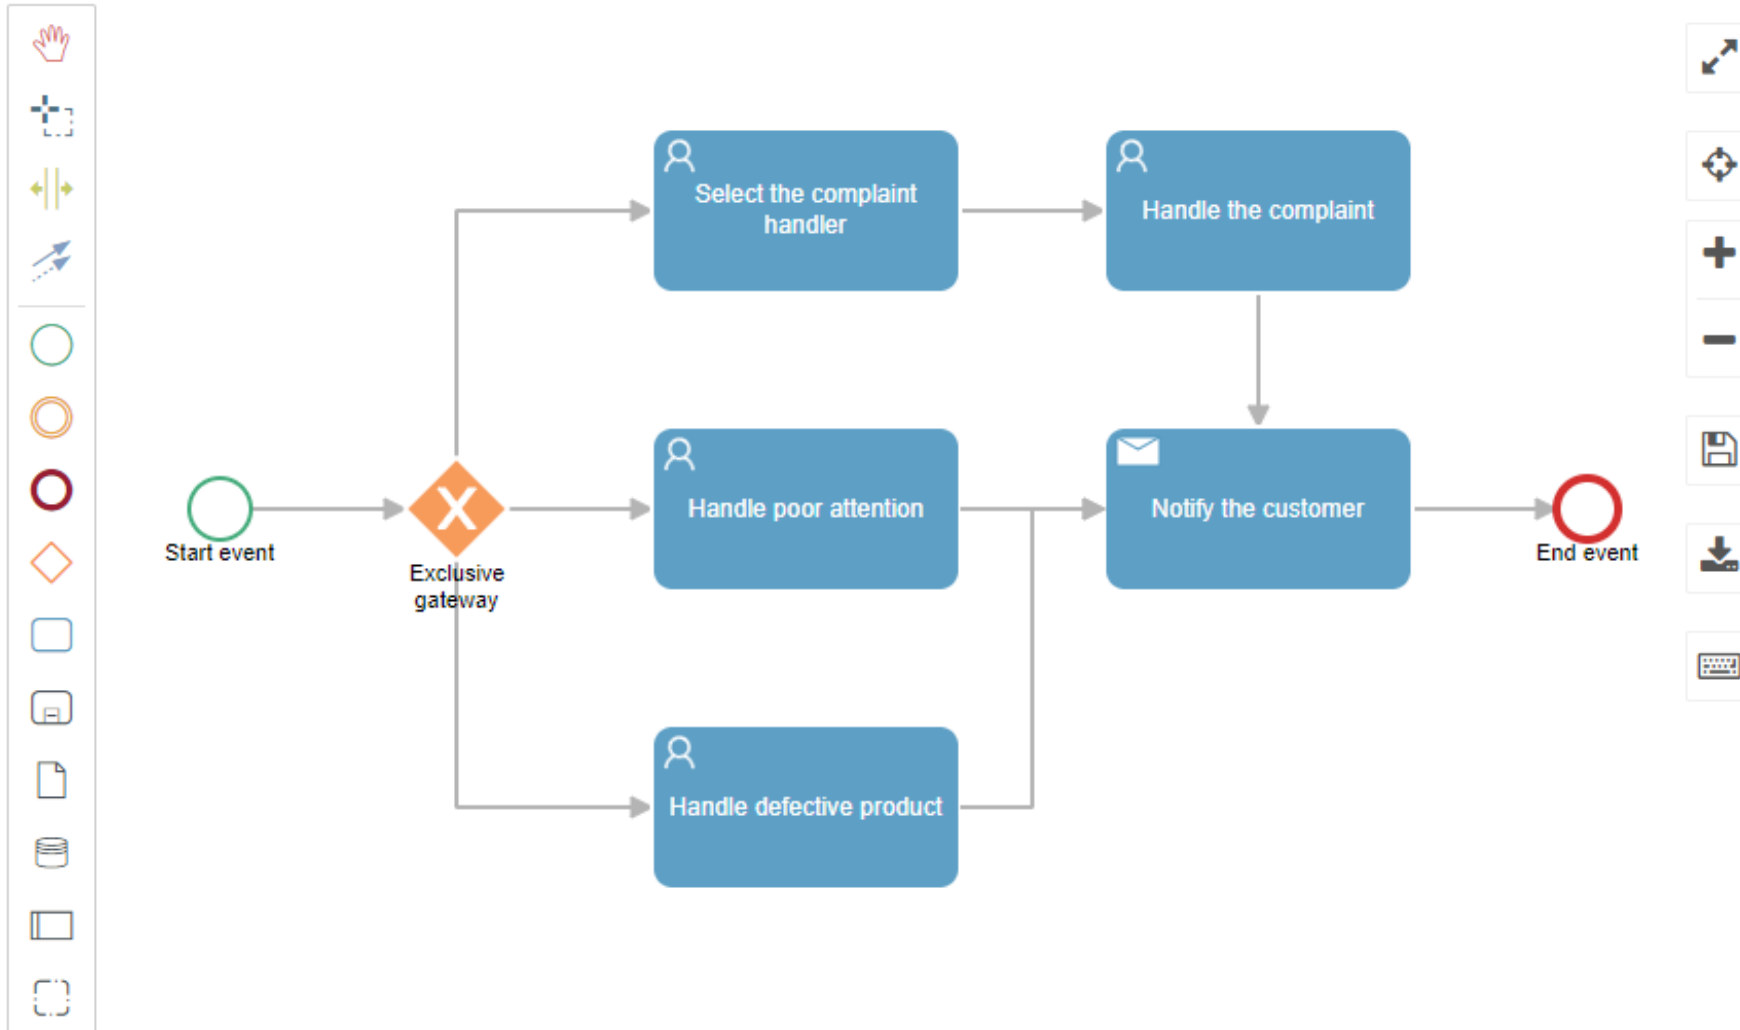 Select the complaint
handler
Handle the complaint
Handle poor attention
Notify the customer
Start event
End event
Exclusive
gateway
Handle defective product